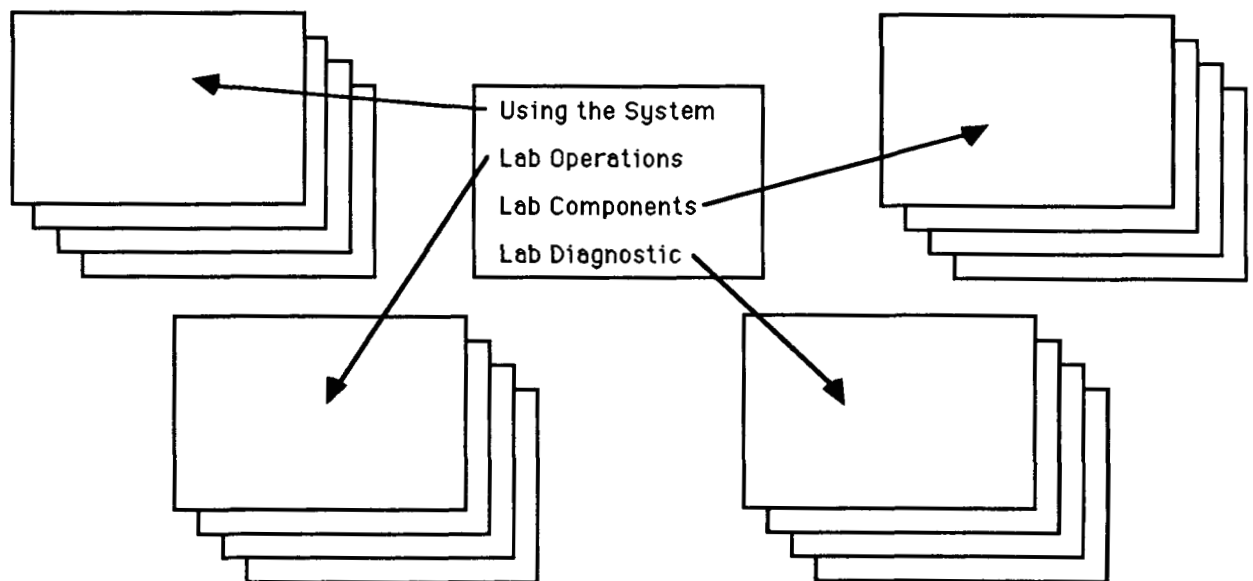 Using the System
Lab Operations
Lab Components
Lab Diagnostic